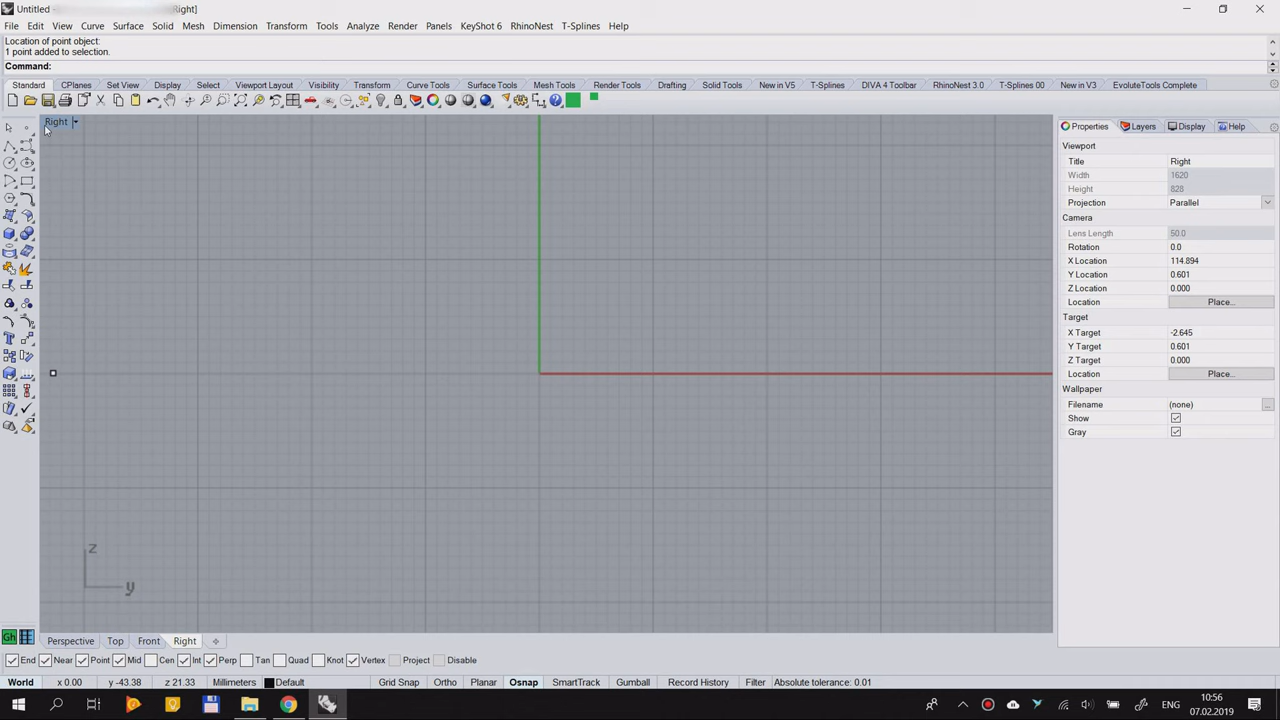 Untitled - Right]
File Edit View Curve Surface Solid Mesh Dimension Transform Tools Analyze Render Panels KeyShot 6 RhinoNest T-Splines Help
Location of point object:
1 point added to selection.
Command:
Standard CPlanes Set View Display Select Viewport Layout Visibility Transform Curve Tools Surface Tools Mesh Tools Render Tools Drafting Solid Tools New in V5 T-Splines DIVA 4 Toolbar RhinoNest 3.0 T-Splines 00 New in V3 EvoluteTools Complete
Right
Properties Layers Display Help
Viewport
Title Right
Width 1620
Height 828
Projection Parallel
Camera
Lens Length 50.0
Rotation 0.0
X Location 114.894
Y Location 0.601
Z Location 0.000
Location Place...
Target
X Target -2.645
Y Target 0.601
Z Target 0.000
Location Place...
Wallpaper
Filename (none) ...
Show
Gray
z
y
Gh
Perspective Top Front Right
End Near Point Mid Cen Int Perp Tan Quad Knot Vertex Project Disable
World x 0.00 y -43.38 z 21.33 Millimeters Default Grid Snap Ortho Planar Osnap SmartTrack Gumball Record History Filter Absolute tolerance: 0.01
ENG 10:56
07.02.2019